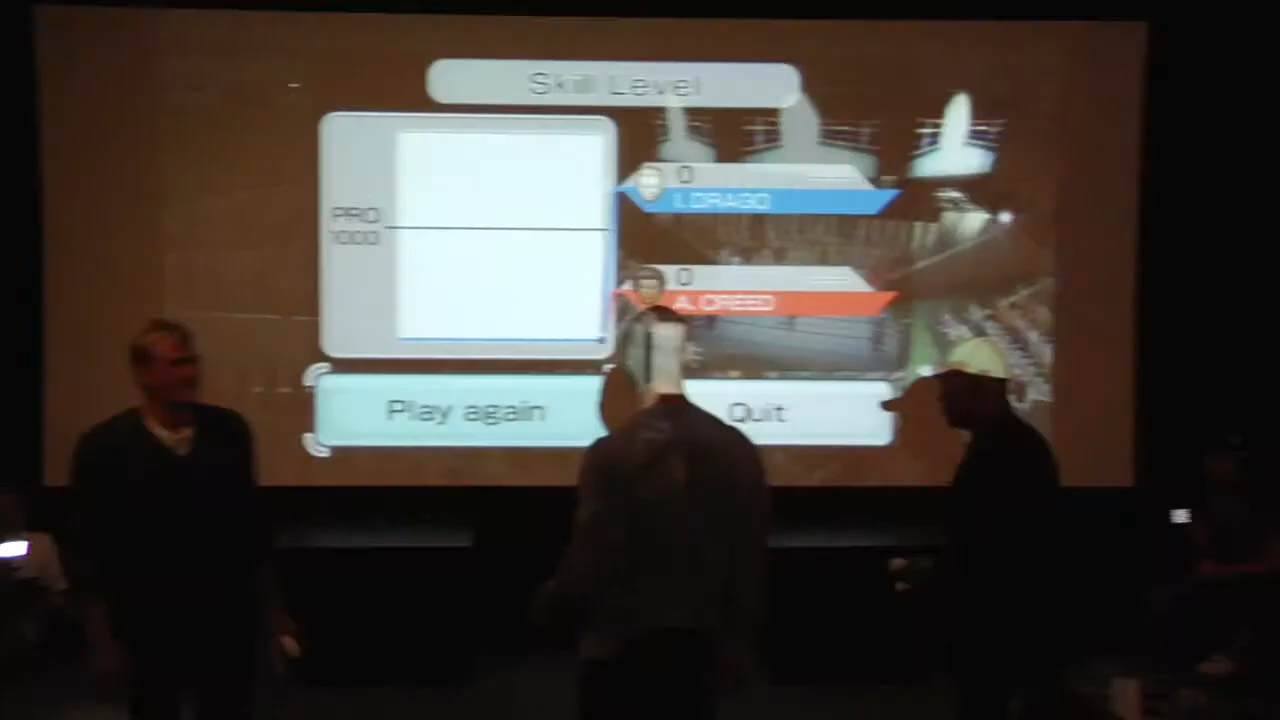 Skill Level
PRO
1000
0
I. DRAGO
0
A. CREED
Play again
Quit